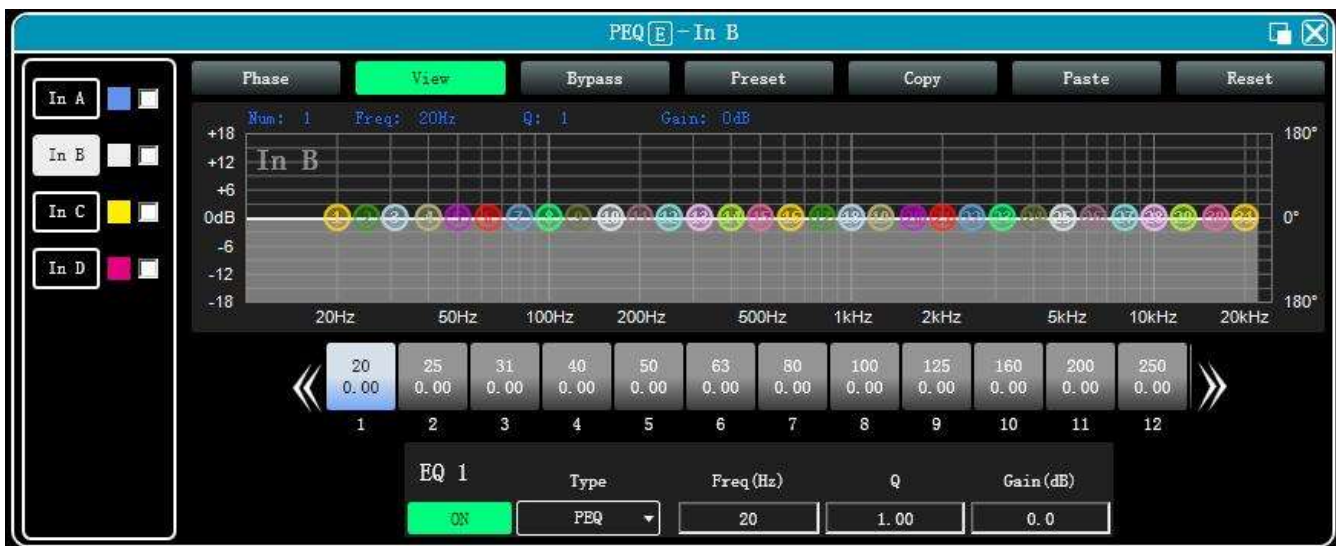 PEQ E - In B
Phase View Bypass Preset Copy Paste Reset
In A
In B
In C
In D
Num: 1 Freq: 20Hz Q: 1 Gain: 0dB
In B
+18 180°
+12
+6
0dB 0°
-6
-12
-18 180°
20Hz 50Hz 100Hz 200Hz 500Hz 1kHz 2kHz 5kHz 10kHz 20kHz
20 25 31 40 50 63 80 100 125 160 200 250
0.00 0.00 0.00 0.00 0.00 0.00 0.00 0.00 0.00 0.00 0.00 0.00
1 2 3 4 5 6 7 8 9 10 11 12
EQ 1 Type Freq(Hz) Q Gain(dB)
ON PEQ 20 1.00 0.0